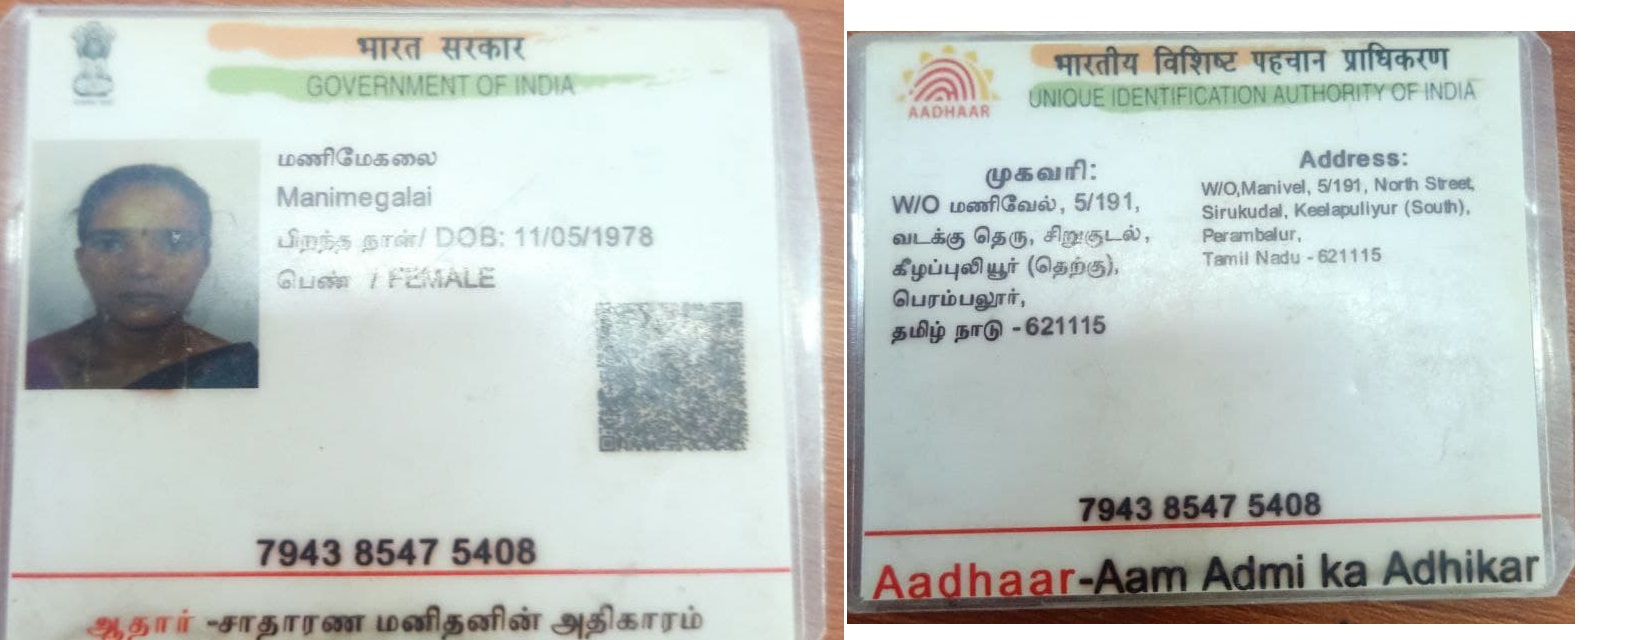 भारत सरकार
GOVERNMENT OF INDIA
மணிமேகலை
Manimegalai
பிறந்த நாள்/ DOB: 11/05/1978
பெண் / FEMALE
7943 8547 5408
ஆதார் -சாதாரண மனிதனின் அதிகாரம்
भारतीय विशिष्ट पहचान प्राधिकरण
UNIQUE IDENTIFICATION AUTHORITY OF INDIA
AADHAAR
முகவரி:
W/O மணிவேல், 5/191,
வடக்கு தெரு, சிறுகுடல்,
கீழப்புலியூர் (தெற்கு),
பெரம்பலூர்,
தமிழ் நாடு - 621115
Address:
W/O,Manivel, 5/191, North Street,
Sirukudal, Keelapuliyur (South),
Perambalur,
Tamil Nadu - 621115
7943 8547 5408
Aadhaar-Aam Admi ka Adhikar